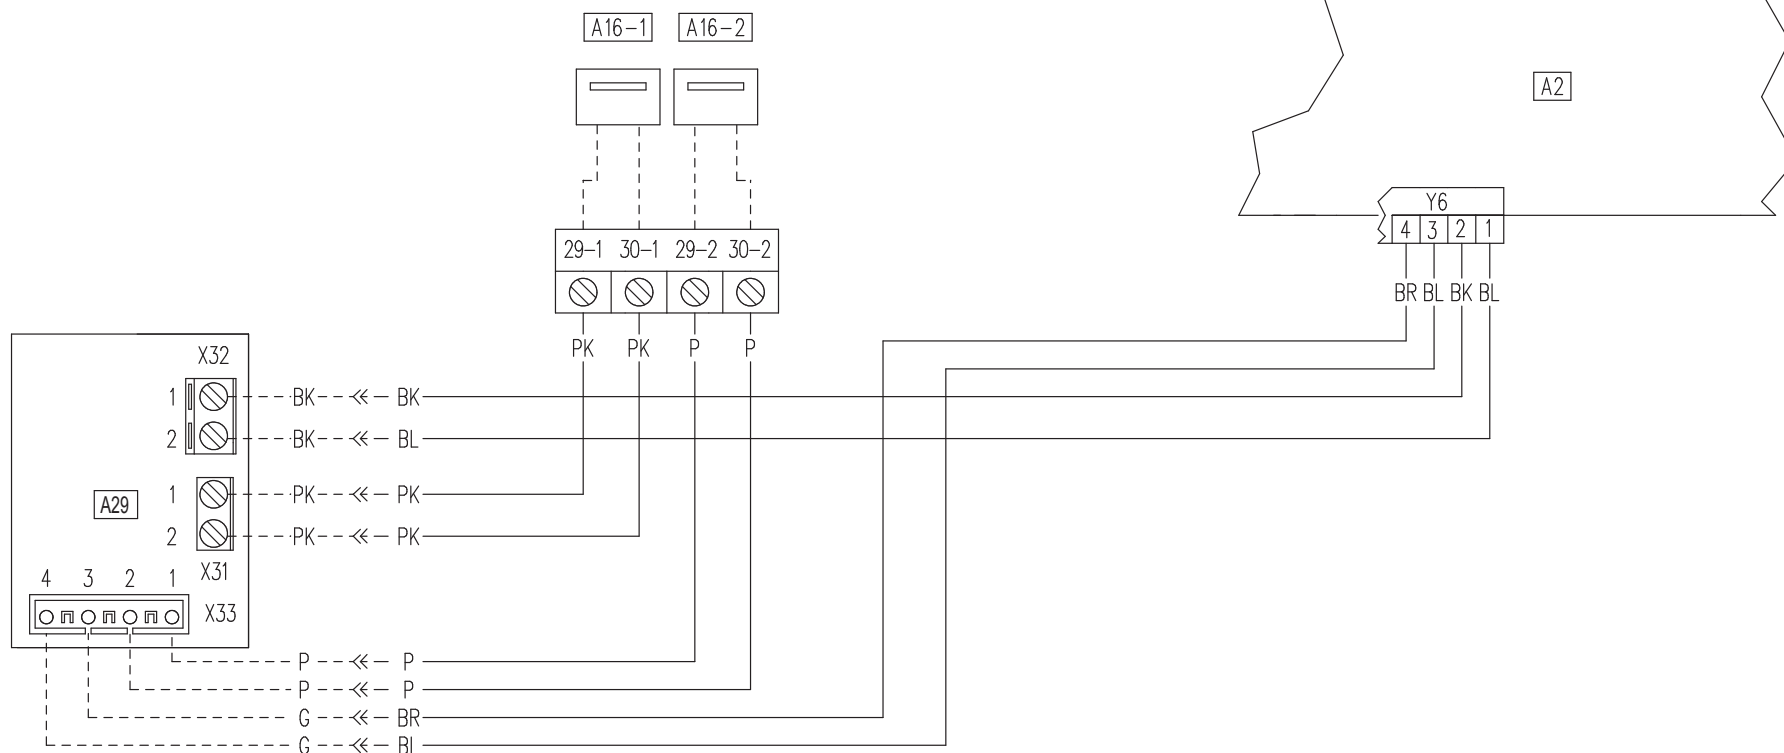 A16-1 A16-2
A2
Y6
4 3 2 1
29-1 30-1 29-2 30-2
BR BL BK BL
PK PK P P
X32
1 BK BK
2 BK BL
1 PK PK
A29
2 PK PK
X31
4 3 2 1
X33
P P
P P
G BR
G BL